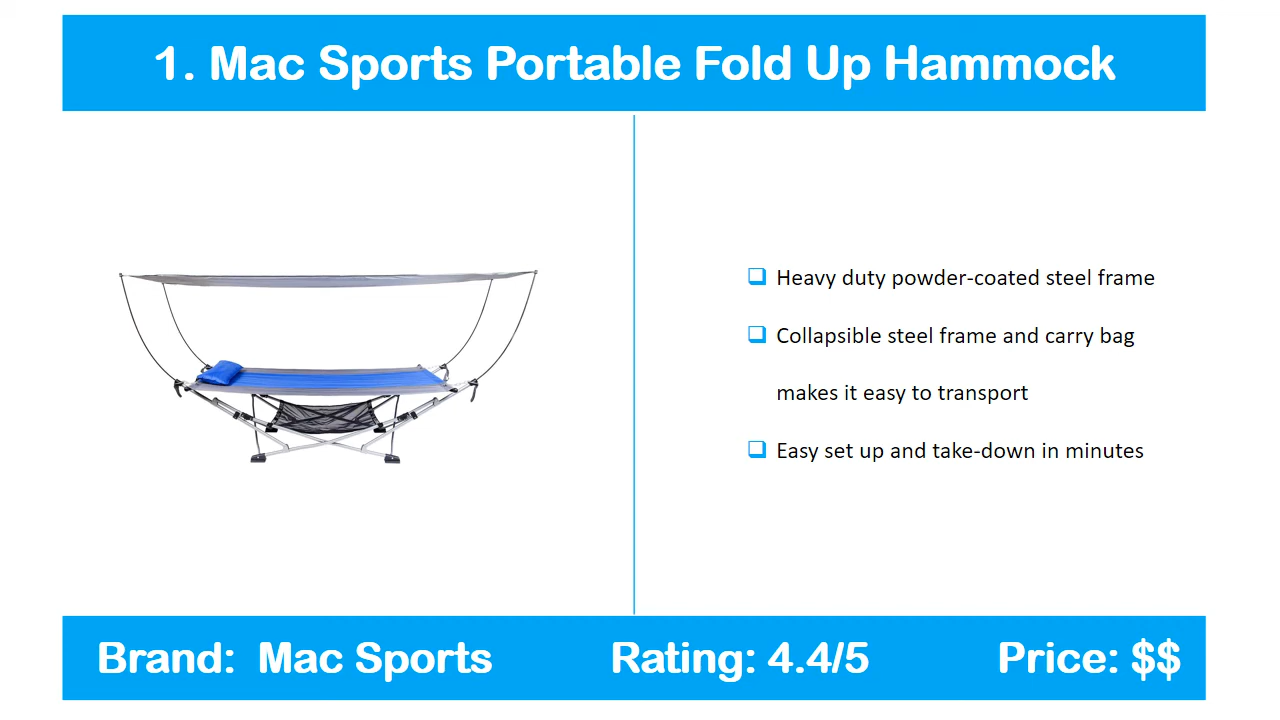 1. Mac Sports Portable Fold Up Hammock
Heavy duty powder-coated steel frame
Collapsible steel frame and carry bag
makes it easy to transport
Easy set up and take-down in minutes
Brand: Mac Sports Rating: 4.4/5 Price: $$